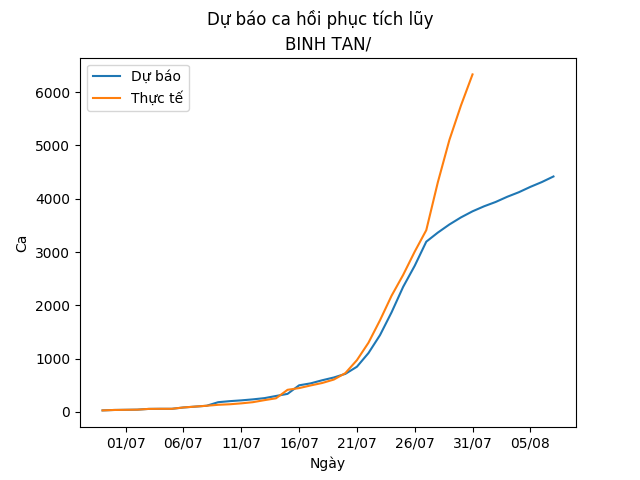 Dự báo ca hồi phục tích lũy
BINH TAN/
Dự báo
Thực tế
6000
5000
4000
3000
2000
1000
0
Ca
01/07 06/07 11/07 16/07 21/07 26/07 31/07 05/08
Ngày